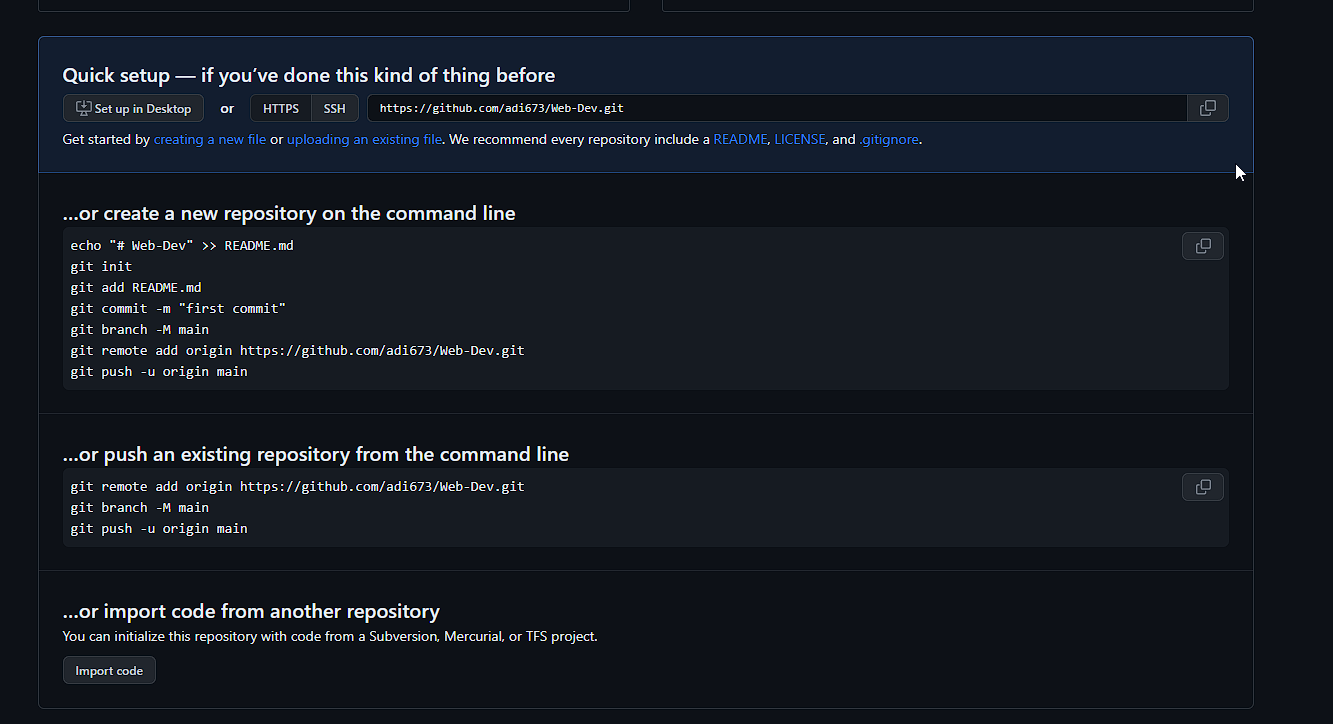 Quick setup — if you've done this kind of thing before
Set up in Desktop or HTTPS SSH https://github.com/adi673/Web-Dev.git
Get started by creating a new file or uploading an existing file. We recommend every repository include a README, LICENSE, and .gitignore.
...or create a new repository on the command line
echo "# Web-Dev" >> README.md
git init
git add README.md
git commit -m "first commit"
git branch -M main
git remote add origin https://github.com/adi673/Web-Dev.git
git push -u origin main
...or push an existing repository from the command line
git remote add origin https://github.com/adi673/Web-Dev.git
git branch -M main
git push -u origin main
...or import code from another repository
You can initialize this repository with code from a Subversion, Mercurial, or TFS project.
Import code